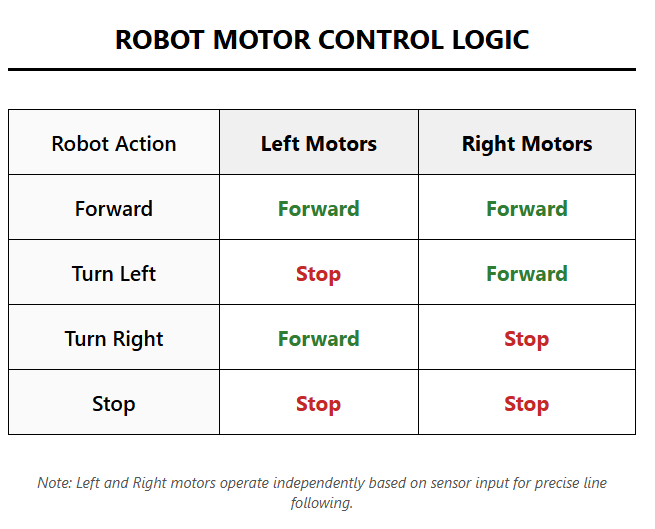 ROBOT MOTOR CONTROL LOGIC
Robot Action Left Motors Right Motors
Forward Forward Forward
Turn Left Stop Forward
Turn Right Forward Stop
Stop Stop Stop
Note: Left and Right motors operate independently based on sensor input for precise line
following.